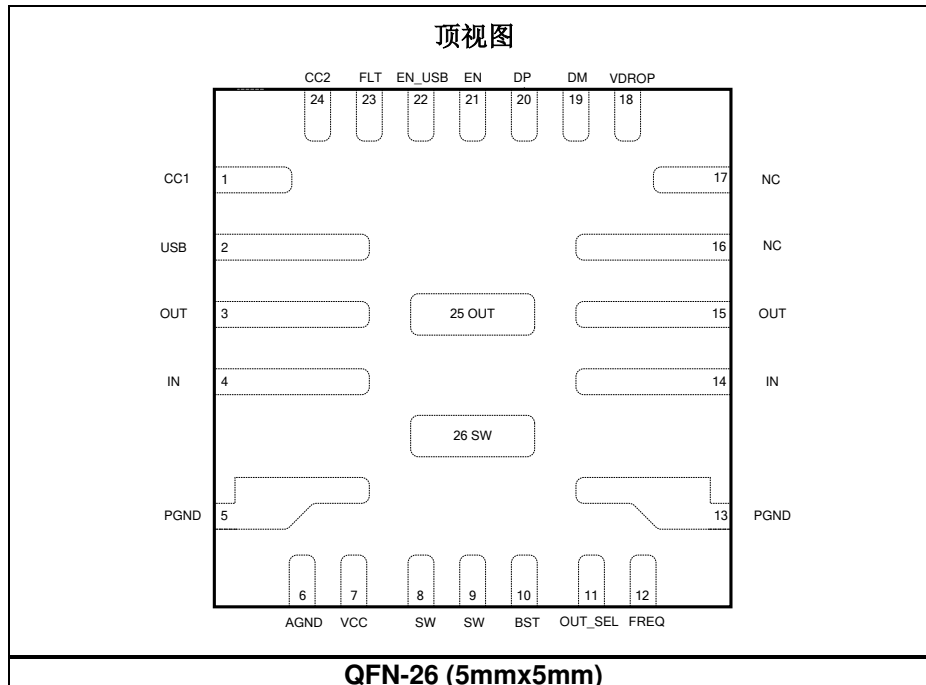 顶视图
CC2 FLT EN_USB EN DP DM VDROP
24 23 22 21 20 19 18
CC1 1 17 NC
USB 2 16 NC
OUT 3 25 OUT 15 OUT
IN 4 14 IN
26 SW
PGND 5 13 PGND
6 7 8 9 10 11 12
AGND VCC SW SW BST OUT_SEL FREQ
QFN-26 (5mmx5mm)